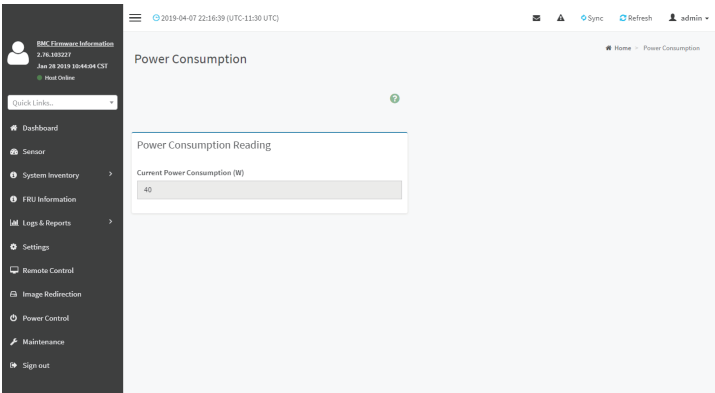 2019-04-07 22:16:39 (UTC-11:30 UTC)
Sync
Refresh
admin
BMC Firmware Information
2.76.103227
Jan 28 2019 10:44:04 CST
Host Online
Quick Links..
Dashboard
Sensor
System Inventory
FRU Information
Logs & Reports
Settings
Remote Control
Image Redirection
Power Control
Maintenance
Sign out
Power Consumption
Home
Power Consumption
?
Power Consumption Reading
Current Power Consumption (W)
40